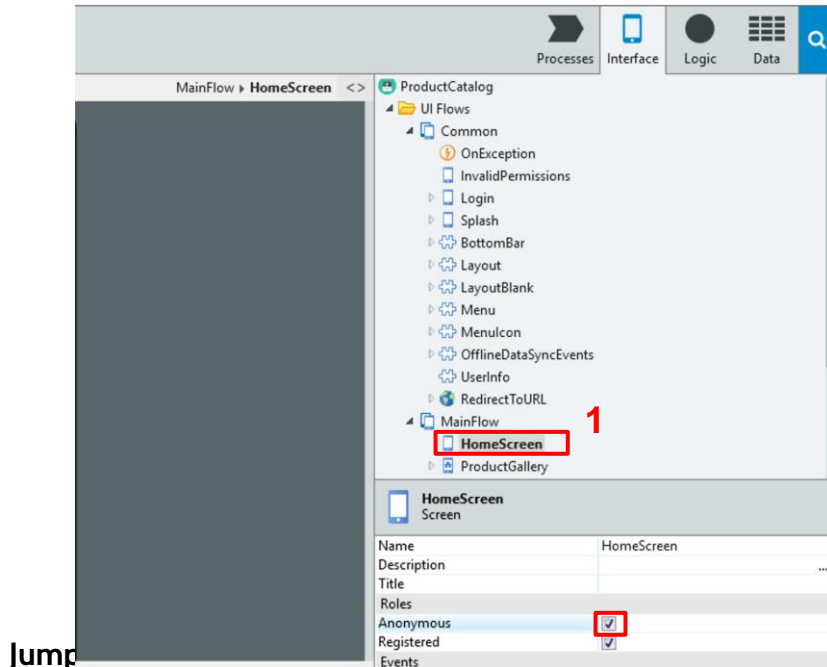 Processes Interface Logic Data
MainFlow HomeScreen <>
ProductCatalog
UI Flows
Common
OnException
InvalidPermissions
Login
Splash
BottomBar
Layout
LayoutBlank
Menu
MenuIcon
OfflineDataSyncEvents
UserInfo
RedirectToURL
MainFlow
1
HomeScreen
ProductGallery
HomeScreen
Screen
Name HomeScreen
Description ...
Title
Roles
Anonymous
Registered
Events
Jump